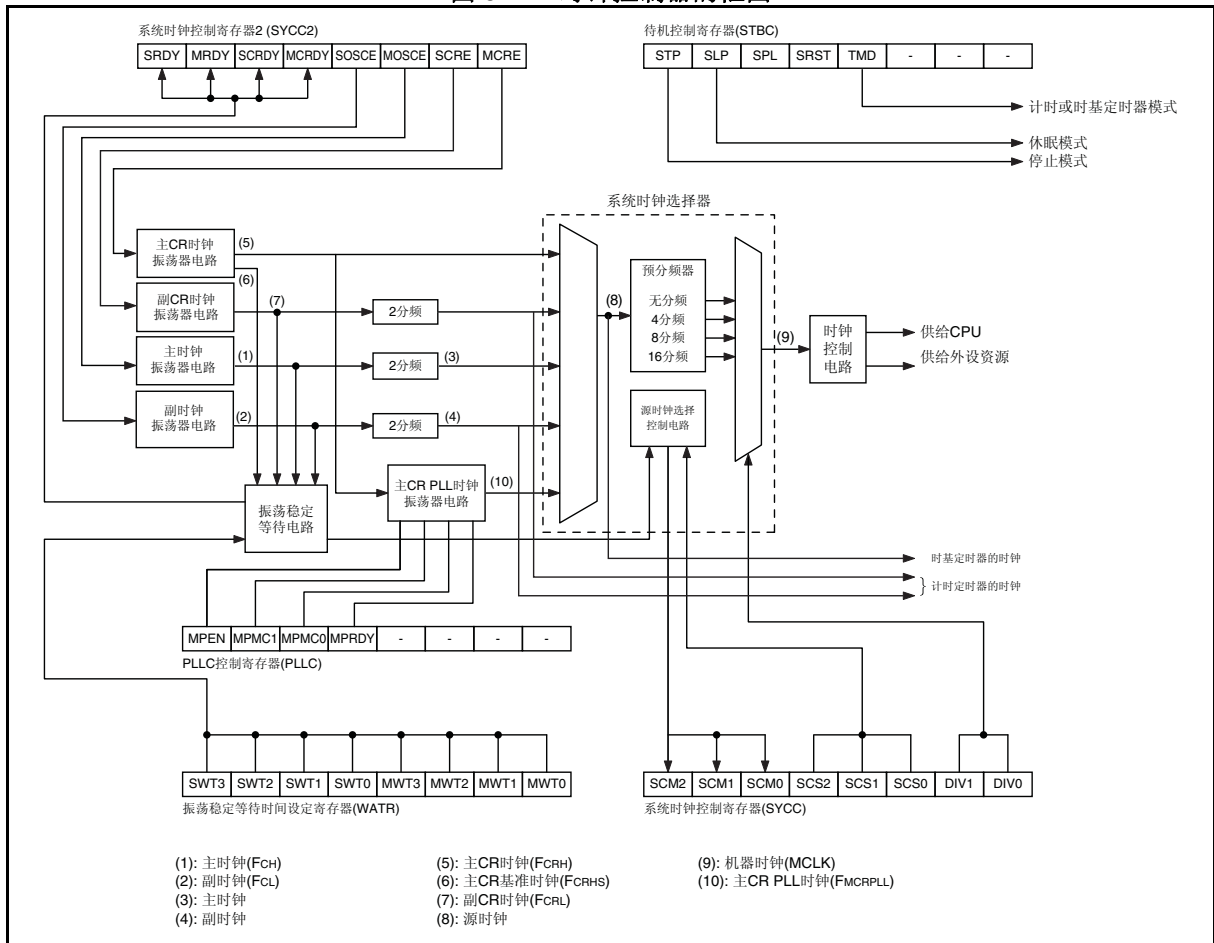 系统时钟控制寄存器2 (SYCC2)
SRDY MRDY SCRDY MCRDY SOSCE MOSCE SCRE MCRE
待机控制寄存器(STBC)
STP SLP SPL SRST TMD - - -
计时或时基定时器模式
休眠模式
停止模式
系统时钟选择器
主CR时钟
振荡器电路
(5)
(6)
副CR时钟
振荡器电路
(7)
2分频
主时钟
振荡器电路
(1)
2分频
(3)
副时钟
振荡器电路
(2)
2分频
(4)
(8)
预分频器
无分频
4分频
8分频
16分频
(9)
时钟
控制
电路
供给CPU
供给外设资源
源时钟选择
控制电路
主CR PLL时钟
振荡器电路
(10)
振荡稳定
等待电路
时基定时器的时钟
计时定时器的时钟
MPEN MPMC1 MPMC0 MPRDY - - - -
PLLC控制寄存器(PLLC)
SWT3 SWT2 SWT1 SWT0 MWT3 MWT2 MWT1 MWT0
振荡稳定等待时间设定寄存器(WATR)
SCM2 SCM1 SCM0 SCS2 SCS1 SCS0 DIV1 DIV0
系统时钟控制寄存器(SYCC)
(1): 主时钟(FCH)
(2): 副时钟(FCL)
(3): 主时钟
(4): 副时钟
(5): 主CR时钟(FCRH)
(6): 主CR基准时钟(FCRHS)
(7): 副CR时钟(FCRL)
(8): 源时钟
(9): 机器时钟(MCLK)
(10): 主CR PLL时钟(FMCRPLL)